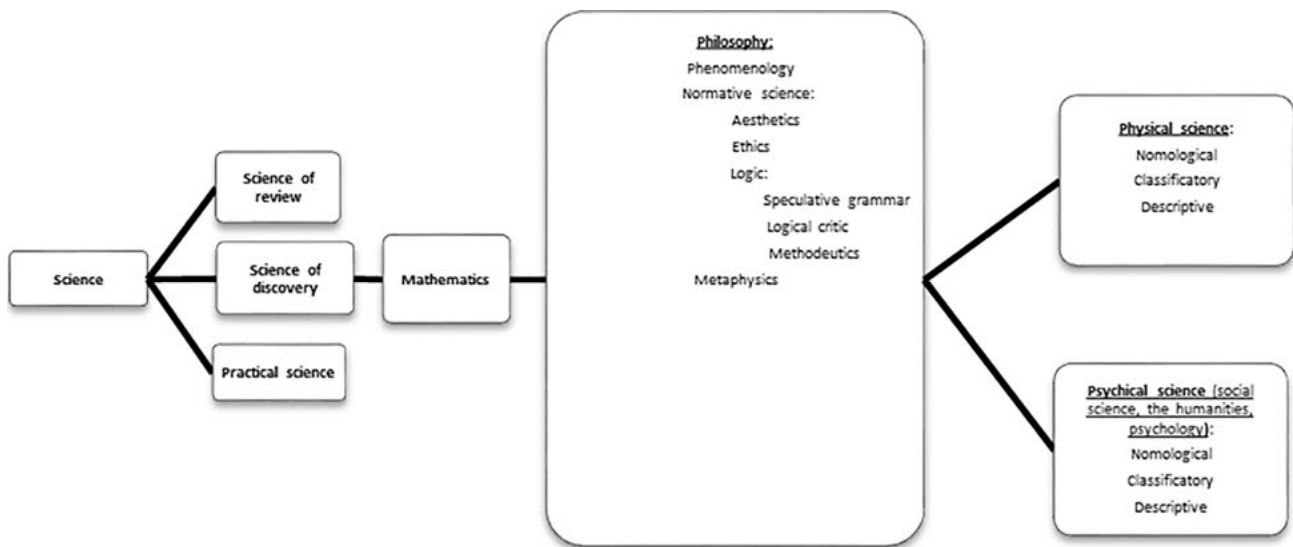 Science
Science of
review
Science of
discovery
Practical science
Mathematics
Philosophy:
Phenomenology
Normative science:
Aesthetics
Ethics
Logic:
Speculative grammar
Logical critic
Methodeutics
Metaphysics
Physical science:
Nomological
Classificatory
Descriptive
Psychical science (social
science, the humanities,
psychology):
Nomological
Classificatory
Descriptive